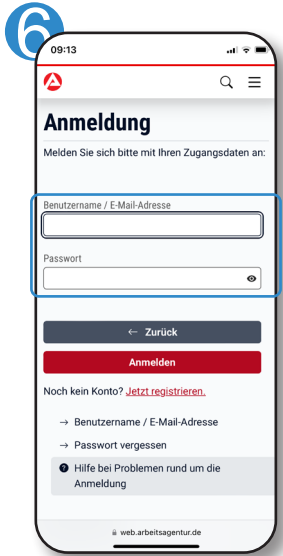 6
09:13
Anmeldung
Melden Sie sich bitte mit Ihren Zugangsdaten an:
Benutzername / E-Mail-Adresse
Passwort
← Zurück
Anmelden
Noch kein Konto? Jetzt registrieren.
→ Benutzername / E-Mail-Adresse
→ Passwort vergessen
? Hilfe bei Problemen rund um die
Anmeldung
web.arbeitsagentur.de